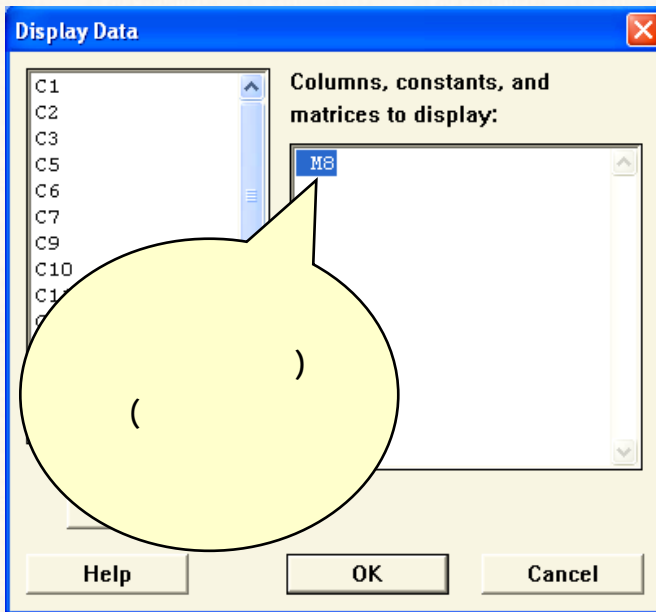 Display Data
C1
C2
C3
C5
C6
C7
C9
C10
Columns, constants, and
matrices to display:
M8
)
(
Help
OK
Cancel